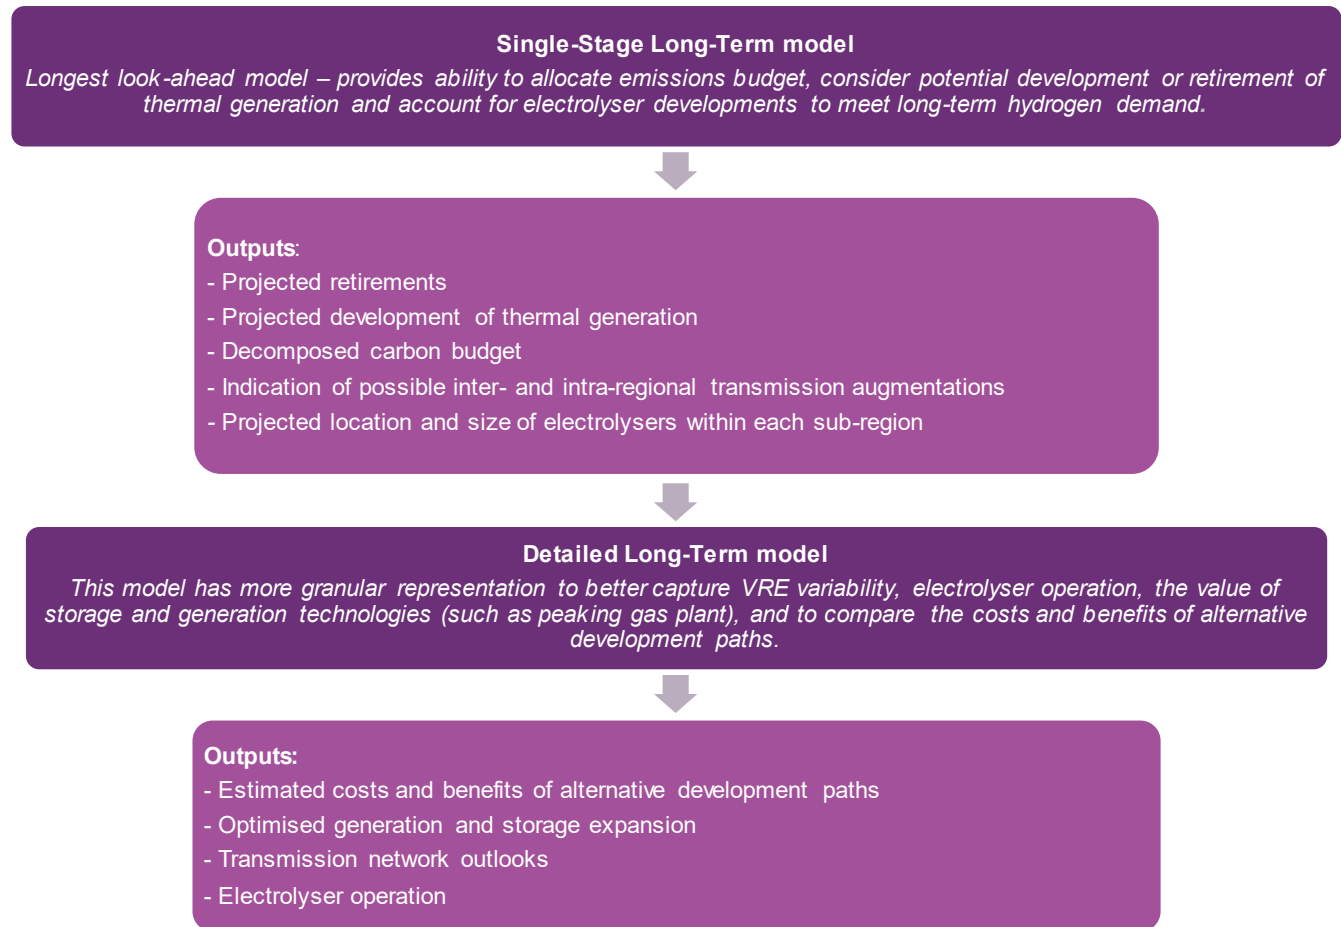 Single-Stage Long-Term model
Longest look-ahead model – provides ability to allocate emissions budget, consider potential development or retirement of
thermal generation and account for electrolyser developments to meet long-term hydrogen demand.
Outputs:
- Projected retirements
- Projected development of thermal generation
- Decomposed carbon budget
- Indication of possible inter- and intra-regional transmission augmentations
- Projected location and size of electrolysers within each sub-region
Detailed Long-Term model
This model has more granular representation to better capture VRE variability, electrolyser operation, the value of
storage and generation technologies (such as peaking gas plant), and to compare the costs and benefits of alternative
development paths.
Outputs:
- Estimated costs and benefits of alternative development paths
- Optimised generation and storage expansion
- Transmission network outlooks
- Electrolyser operation